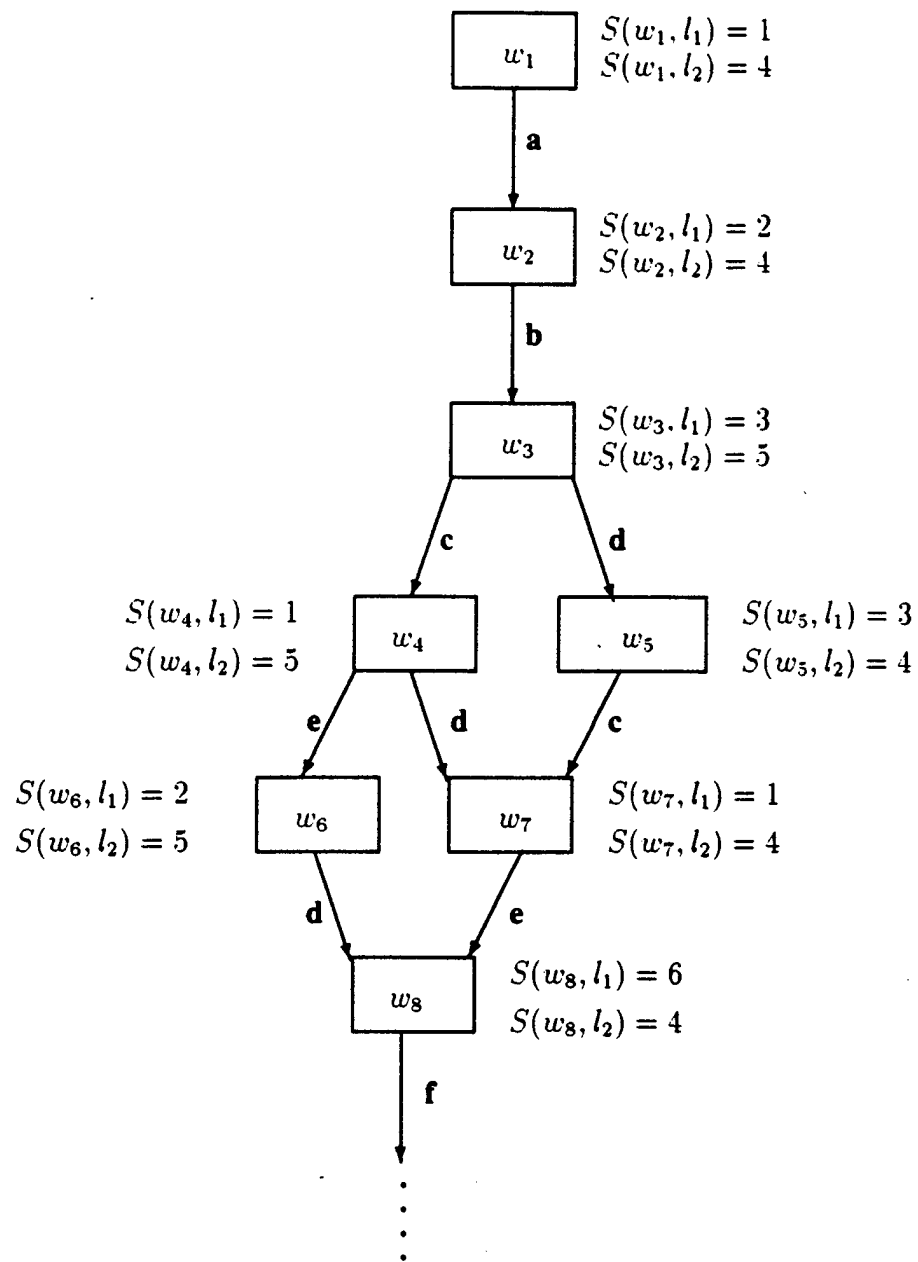 w₁
S(w₁, l₁) = 1
S(w₁, l₂) = 4
a
w₂
S(w₂, l₁) = 2
S(w₂, l₂) = 4
b
w₃
S(w₃, l₁) = 3
S(w₃, l₂) = 5
c
d
S(w₄, l₁) = 1
S(w₄, l₂) = 5
w₄
w₅
S(w₅, l₁) = 3
S(w₅, l₂) = 4
e
d
c
S(w₆, l₁) = 2
S(w₆, l₂) = 5
w₆
w₇
S(w₇, l₁) = 1
S(w₇, l₂) = 4
d
e
w₈
S(w₈, l₁) = 6
S(w₈, l₂) = 4
f